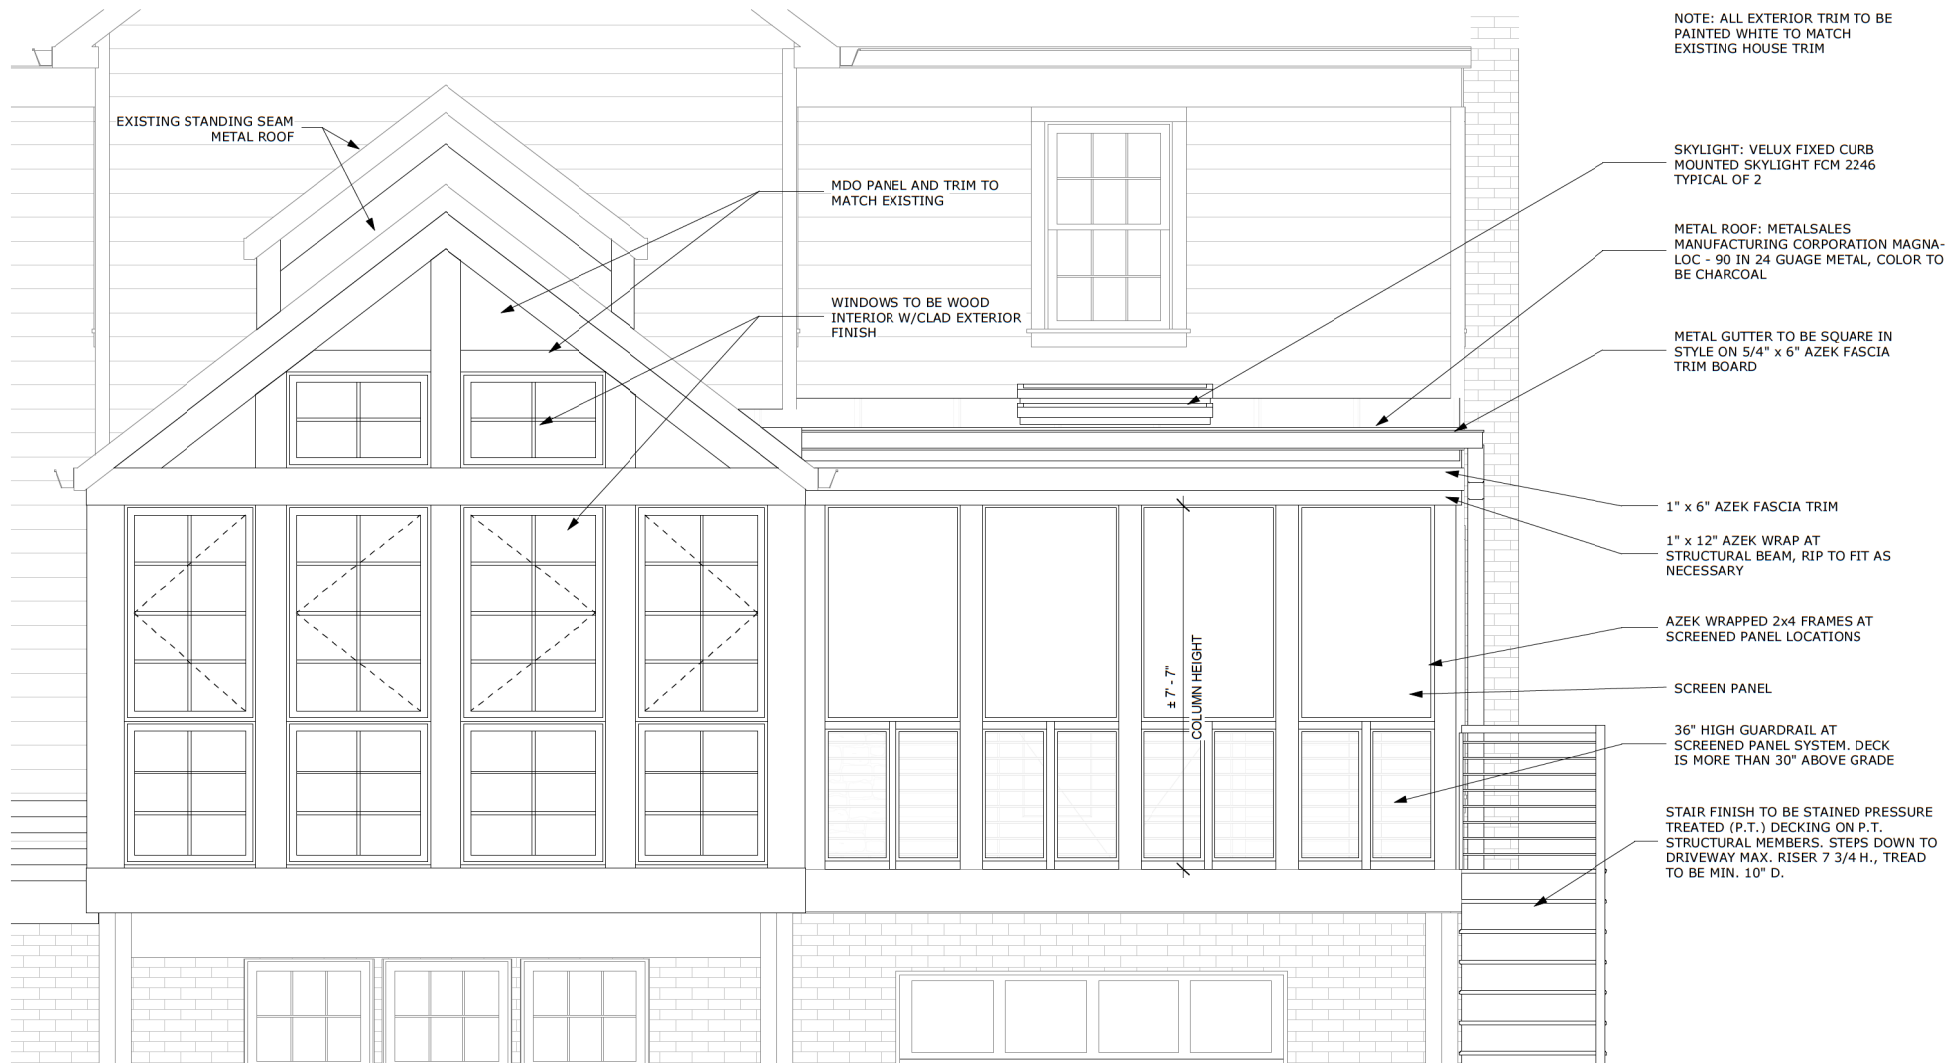 NOTE: ALL EXTERIOR TRIM TO BE
PAINTED WHITE TO MATCH
EXISTING HOUSE TRIM
EXISTING STANDING SEAM
METAL ROOF
MDO PANEL AND TRIM TO
MATCH EXISTING
WINDOWS TO BE WOOD
INTERIOR W/CLAD EXTERIOR
FINISH
SKYLIGHT: VELUX FIXED CURB
MOUNTED SKYLIGHT FCM 2246
TYPICAL OF 2
METAL ROOF: METALSALES
MANUFACTURING CORPORATION MAGNA-
LOC - 90 IN 24 GUAGE METAL, COLOR TO
BE CHARCOAL
METAL GUTTER TO BE SQUARE IN
STYLE ON 5/4" x 6" AZEK FASCIA
TRIM BOARD
1" x 6" AZEK FASCIA TRIM
1" x 12" AZEK WRAP AT
STRUCTURAL BEAM, RIP TO FIT AS
NECESSARY
AZEK WRAPPED 2x4 FRAMES AT
SCREENED PANEL LOCATIONS
SCREEN PANEL
36" HIGH GUARDRAIL AT
SCREENED PANEL SYSTEM. DECK
IS MORE THAN 30" ABOVE GRADE
STAIR FINISH TO BE STAINED PRESSURE
TREATED (P.T.) DECKING ON P.T.
STRUCTURAL MEMBERS. STEPS DOWN TO
DRIVEWAY MAX. RISER 7 3/4 H., TREAD
TO BE MIN. 10" D.
± 7' - 7"
COLUMN HEIGHT